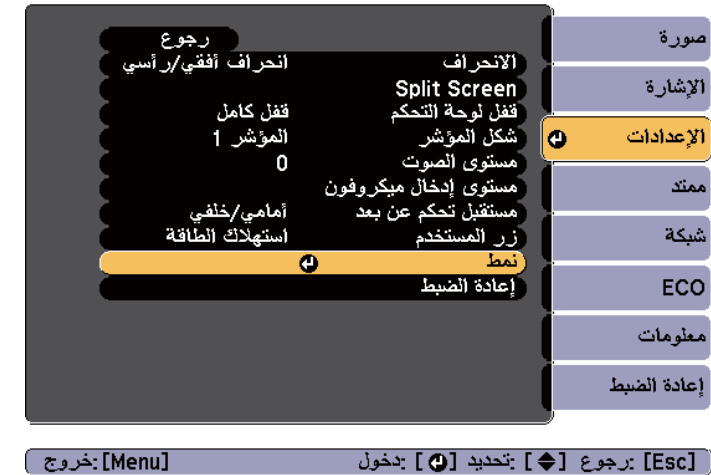 صورة
الإشارة
الإعدادات
ممتد
شبكة
ECO
معلومات
إعادة الضبط
رجوع
الانحراف انحراف أفقي/رأسي
Split Screen
قفل لوحة التحكم قفل كامل
شكل المؤشر المؤشر 1
مستوى الصوت 0
مستوى إدخال ميكروفون
مستقبل تحكم عن بعد أمامي/خلفي
زر المستخدم استهلاك الطاقة
نمط
إعادة الضبط
[Esc] :رجوع [ ] :تحديد [ ] :دخول [Menu] :خروج